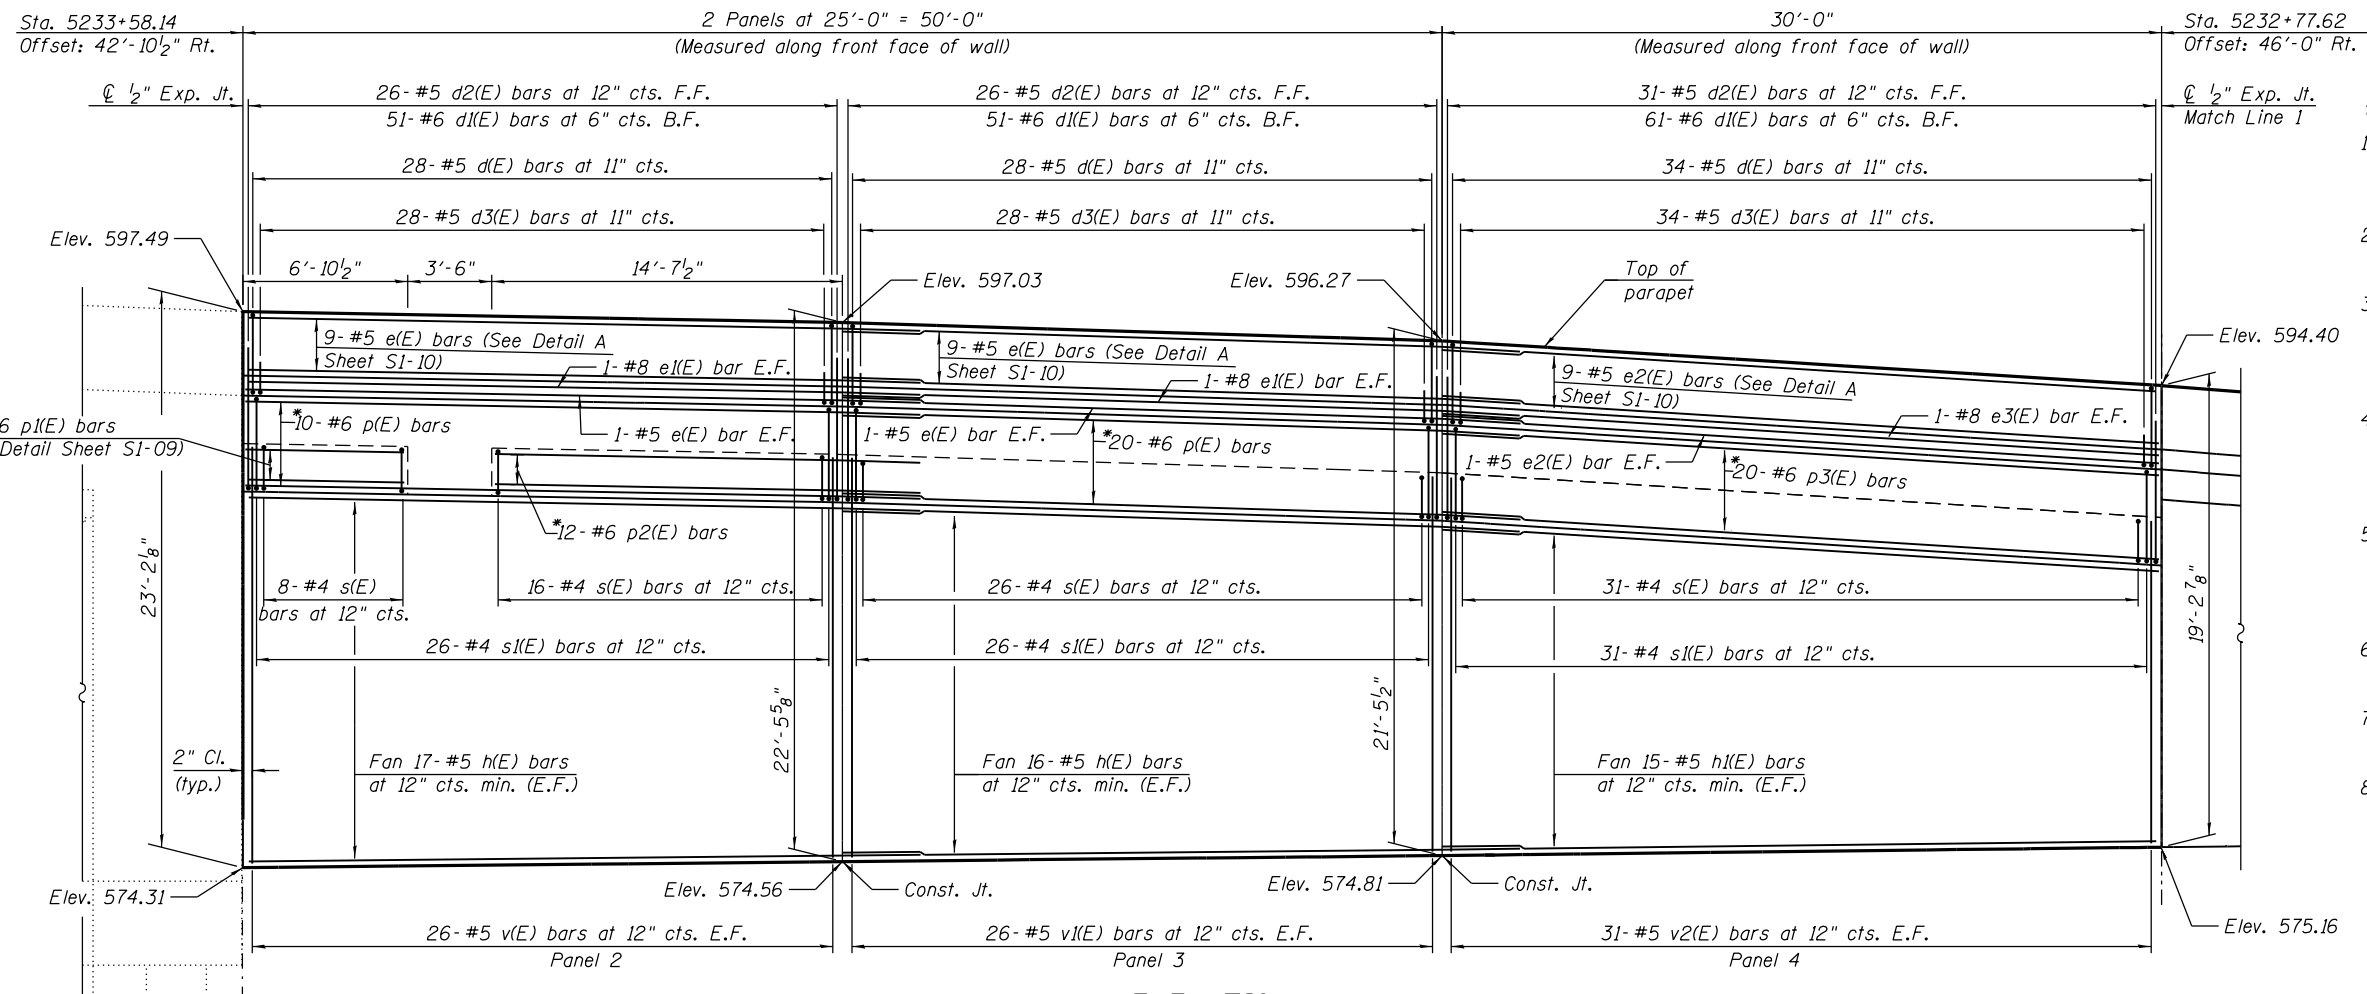 Sta. 5233+58.14
Offset: 42'-10½" Rt.
2 Panels at 25'-0" = 50'-0"
(Measured along front face of wall)
30'-0"
(Measured along front face of wall)
Sta. 5232+77.62
Offset: 46'-0" Rt.
℄ ½" Exp. Jt.
26-#5 d2(E) bars at 12" cts. F.F.
51-#6 d1(E) bars at 6" cts. B.F.
26-#5 d2(E) bars at 12" cts. F.F.
51-#6 d1(E) bars at 6" cts. B.F.
31-#5 d2(E) bars at 12" cts. F.F.
61-#6 d1(E) bars at 6" cts. B.F.
℄ ½" Exp. Jt.
Match Line 1
28-#5 d(E) bars at 11" cts.
28-#5 d(E) bars at 11" cts.
34-#5 d(E) bars at 11" cts.
28-#5 d3(E) bars at 11" cts.
28-#5 d3(E) bars at 11" cts.
34-#5 d3(E) bars at 11" cts.
Elev. 597.49
6'-10½"
3'-6"
14'-7½"
Elev. 597.03
Elev. 596.27
Top of
parapet
Elev. 594.40
9-#5 e(E) bars (See Detail A
Sheet S1-10)
1-#8 e1(E) bar E.F.
9-#5 e(E) bars (See Detail A
Sheet S1-10)
1-#8 e1(E) bar E.F.
9-#5 e2(E) bars (See Detail A
Sheet S1-10)
1-#8 e3(E) bar E.F.
6 p1(E) bars
Detail Sheet S1-09)
*10-#6 p(E) bars
1-#5 e(E) bar E.F.
1-#5 e(E) bar E.F.
*20-#6 p(E) bars
1-#5 e2(E) bar E.F.
*20-#6 p3(E) bars
*12-#6 p2(E) bars
23'-2⅛"
8-#4 s(E)
bars at 12" cts.
16-#4 s(E) bars at 12" cts.
26-#4 s(E) bars at 12" cts.
31-#4 s(E) bars at 12" cts.
19'-2⅞"
26-#4 s1(E) bars at 12" cts.
26-#4 s1(E) bars at 12" cts.
31-#4 s1(E) bars at 12" cts.
22'-5⅝"
21'-5½"
2" Cl.
(typ.)
Fan 17-#5 h(E) bars
at 12" cts. min. (E.F.)
Fan 16-#5 h(E) bars
at 12" cts. min. (E.F.)
Fan 15-#5 h1(E) bars
at 12" cts. min. (E.F.)
Elev. 574.31
Elev. 574.56
Const. Jt.
Elev. 574.81
Const. Jt.
Elev. 575.16
26-#5 v(E) bars at 12" cts. E.F.
26-#5 v1(E) bars at 12" cts. E.F.
31-#5 v2(E) bars at 12" cts. E.F.
Panel 2
Panel 3
Panel 4